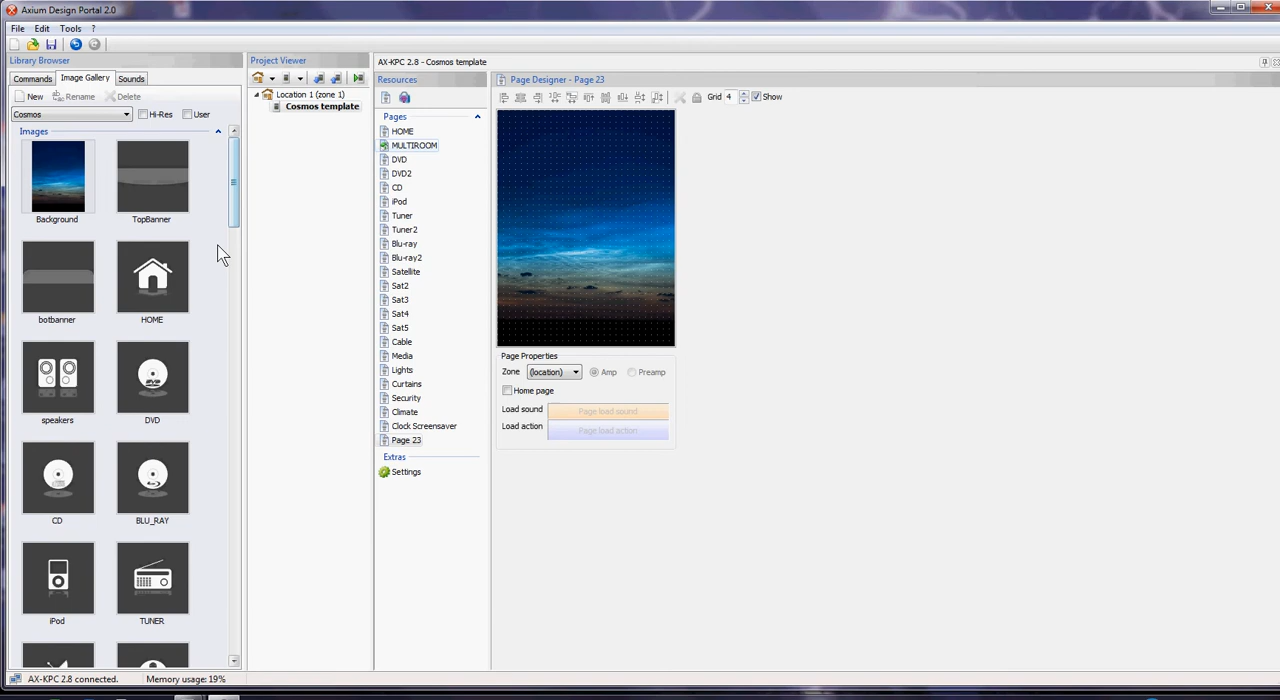 Axium Design Portal 2.0
File Edit Tools ?
Library Browser
Commands Image Gallery Sounds
New Rename Delete
Cosmos Hi-Res User
Images
Background TopBanner
botbanner HOME
speakers DVD
CD BLU_RAY
iPod TUNER
Project Viewer
Location 1 (zone 1)
Cosmos template
AX-KPC 2.8 - Cosmos template
Resources
Pages
HOME
MULTIROOM
DVD
DVD2
CD
iPod
Tuner
Tuner2
Blu-ray
Blu-ray2
Satellite
Sat2
Sat3
Sat4
Sat5
Cable
Media
Lights
Curtains
Security
Climate
Clock Screensaver
Page 23
Extras
Settings
Page Designer - Page 23
Grid 4 Show
Page Properties
Zone (location) Amp Preamp
Home page
Load sound Page load sound
Load action Page load action
AX-KPC 2.8 connected. Memory usage: 19%